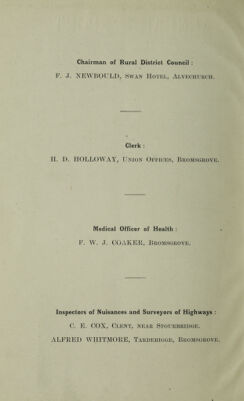 Chairman of Rural District Council :
F. J. NEWBOULD, Swan Hotel, Alvechurch.
Clerk :
H. D. HOLLOWAY, Union Offices, Bromsgrove.
Medical Officer of Health :
F. W. J. COAKER, Bromsgrove.
Inspectors of Nuisances and Surveyors of Highways :
C. E. COX, Clent, near Stourbridge.
ALFRED WHITMORE, Tardebigge, Bromsgrove.